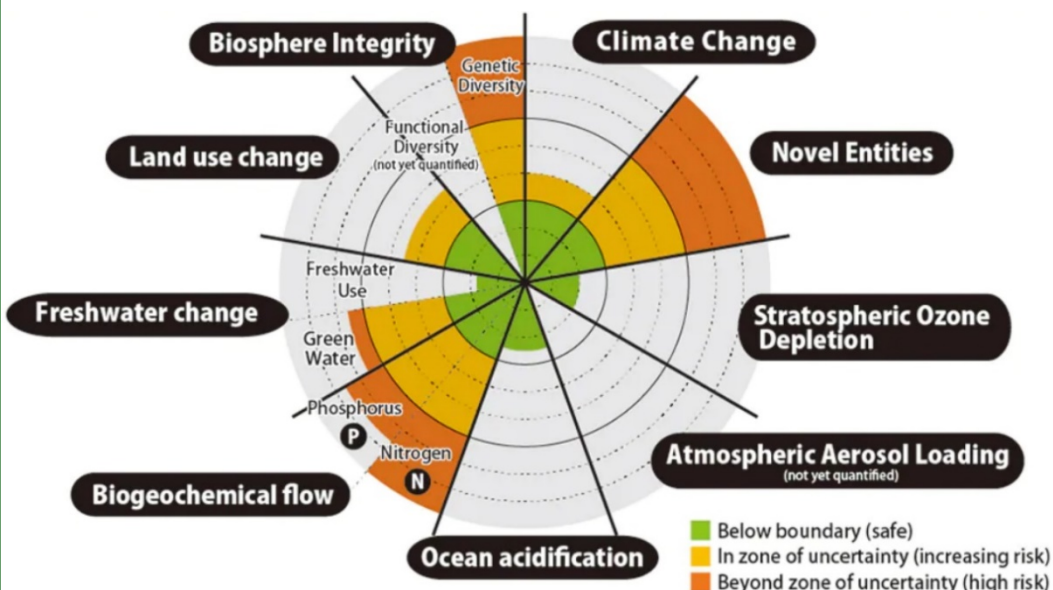 Biosphere Integrity
Climate Change
Genetic
Diversity
Functional
Diversity
(not yet quantified)
Land use change
Novel Entities
Freshwater
Use
Freshwater change
Stratospheric Ozone
Depletion
Green
Water
Phosphorus
P
Nitrogen
N
Atmospheric Aerosol Loading
(not yet quantified)
Biogeochemical flow
Ocean acidification
Below boundary (safe)
In zone of uncertainty (increasing risk)
Beyond zone of uncertainty (high risk)